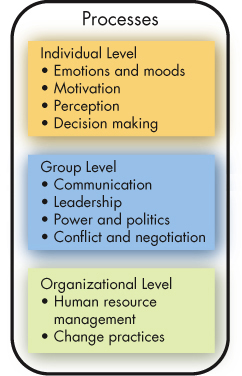 Processes
Individual Level
• Emotions and moods
• Motivation
• Perception
• Decision making
Group Level
• Communication
• Leadership
• Power and politics
• Conflict and negotiation
Organizational Level
• Human resource
management
• Change practices